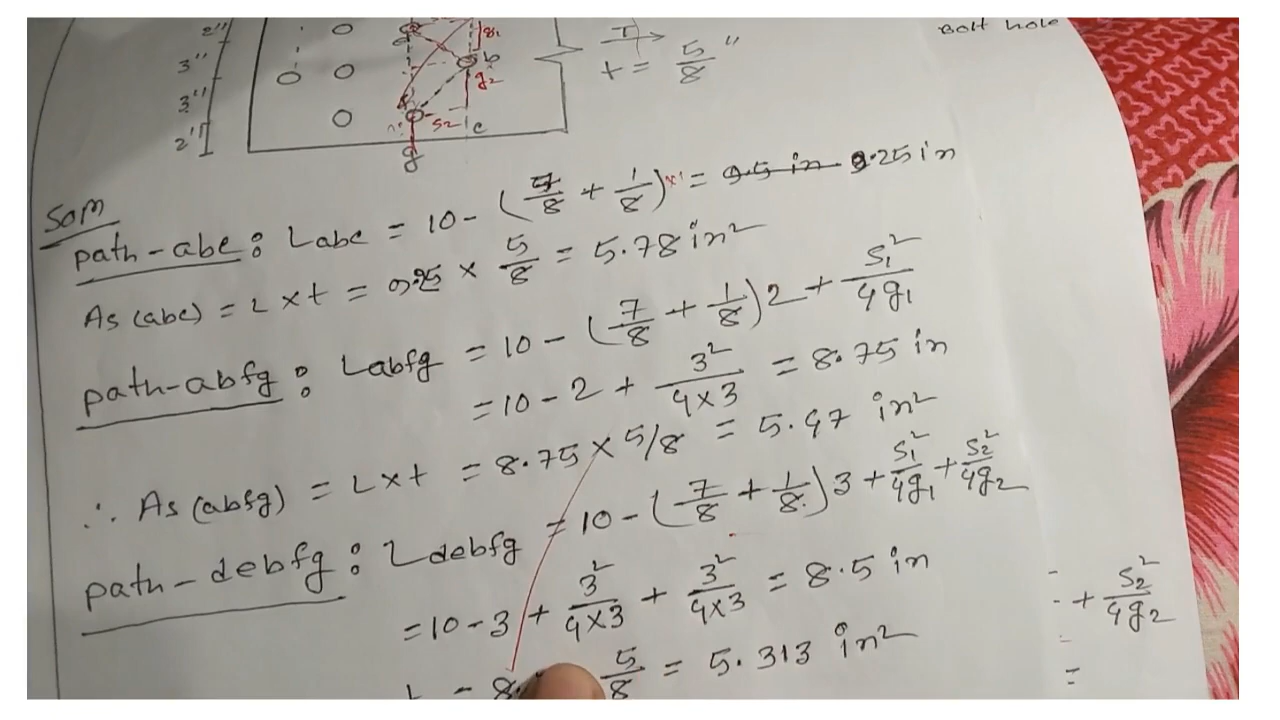 2"
3"
3"
2"
g1
b
g2
s2
c
g
T
t = 5/8"
Bolt hole
Som
path-abc: Labc = 10 - (7/8 + 1/8)×1 = 9.5 in 9.25 in
As (abc) = L × t = 9.25 × 5/8 = 5.78 in²
path-abfg: Labfg = 10 - (7/8 + 1/8)2 + S1²/4g1
= 10 - 2 + 3²/4×3 = 8.75 in
∴ As (abfg) = L × t = 8.75 × 5/8 = 5.47 in²
path-debfg: Ldebfg = 10 - (7/8 + 1/8)3 + S1²/4g1 + S2²/4g2
= 10 - 3 + 3²/4×3 + 3²/4×3 = 8.5 in
5/8 = 5.313 in²
+ S2²/4g2
=